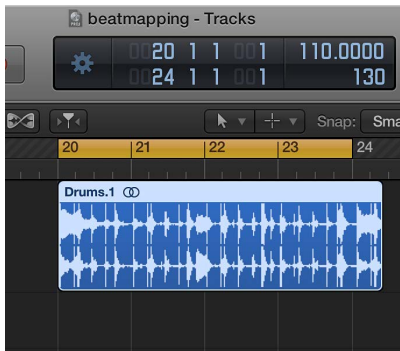 beatmapping - Tracks
0020 1 1 001 110.0000
0024 1 1 001 130
Snap: Sma
20 21 22 23 24
Drums.1